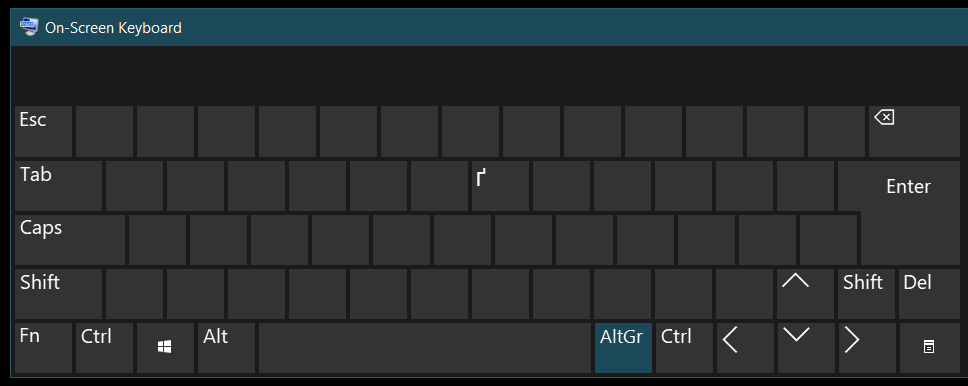 On-Screen Keyboard
Esc
Tab ґ Enter
Caps
Shift Shift Del
Fn Ctrl Alt AltGr Ctrl